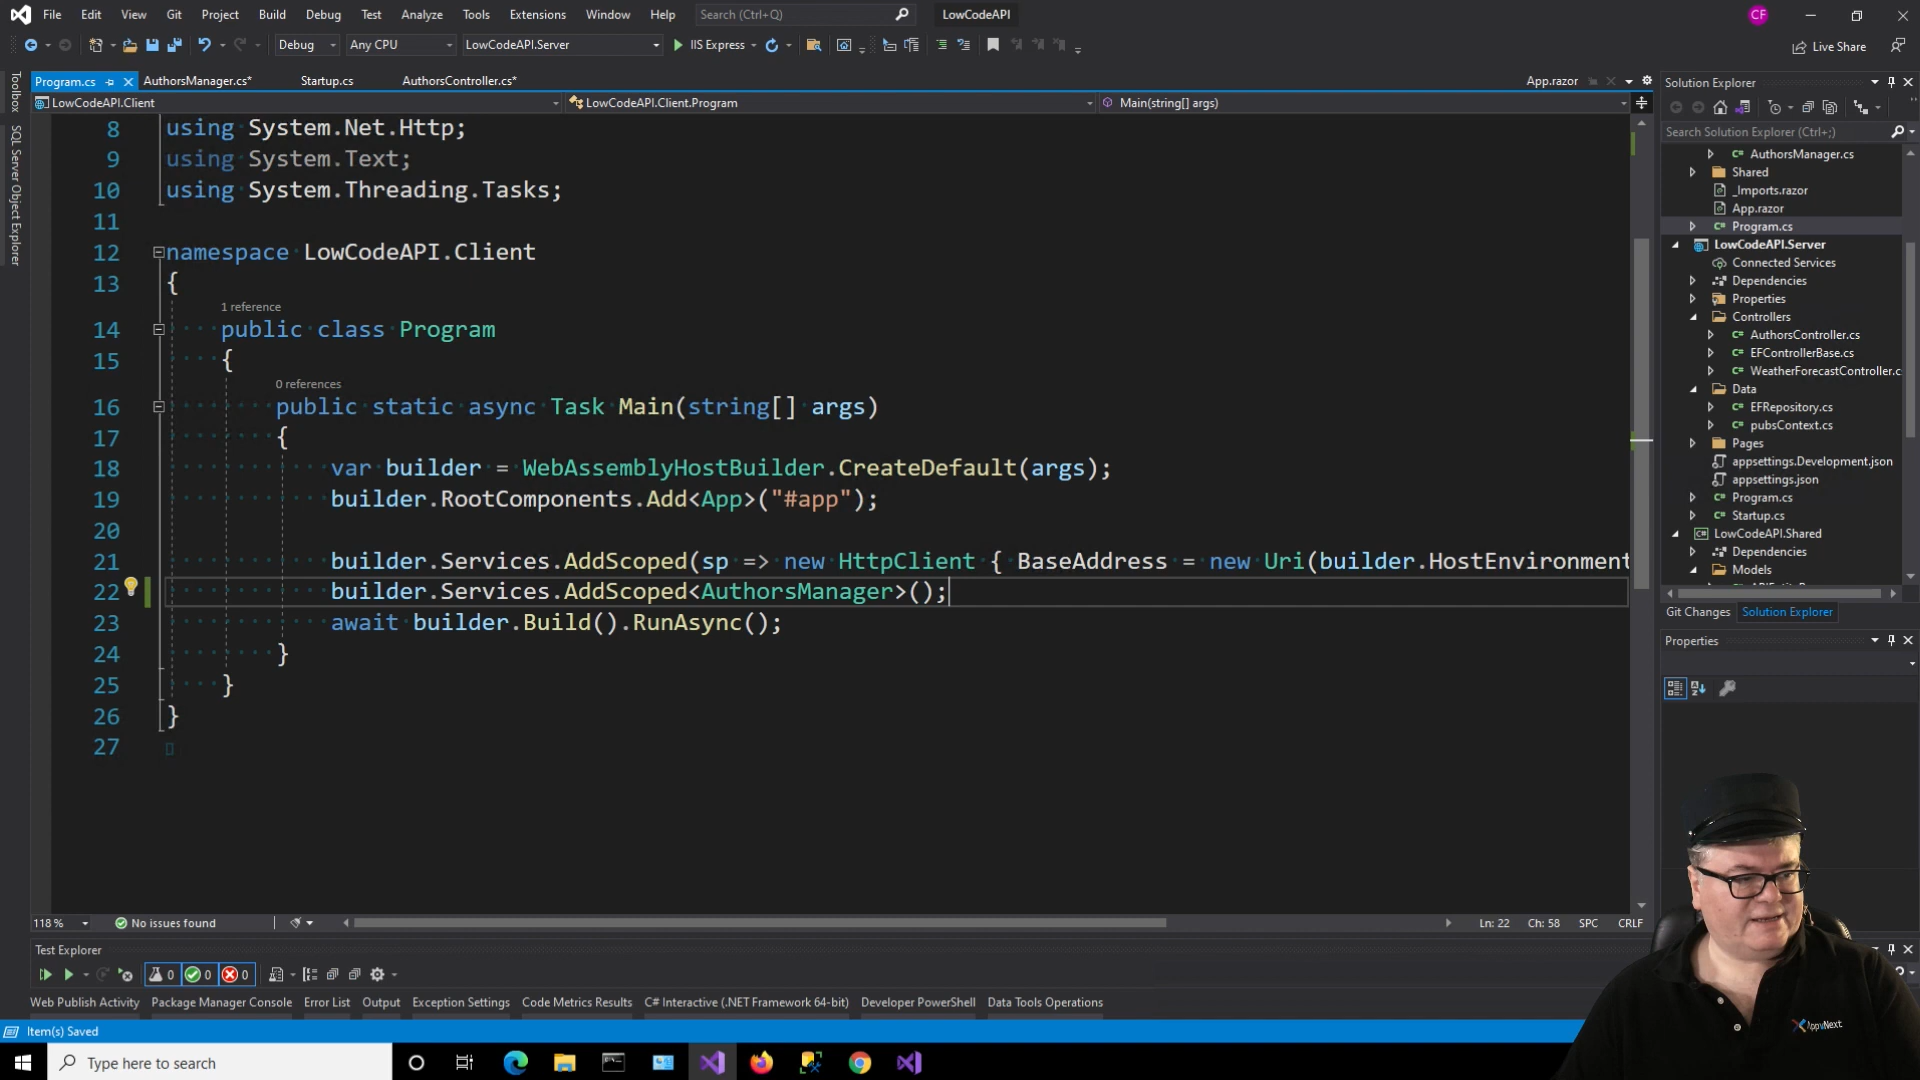 File Edit View Git Project Build Debug Test Analyze Tools Extensions Window Help Search (Ctrl+Q) LowCodeAPI CF
Debug Any CPU LowCodeAPI.Server IIS Express Live Share
Toolbox
SQL Server Object Explorer
Program.cs AuthorsManager.cs* Startup.cs AuthorsController.cs* App.razor
LowCodeAPI.Client LowCodeAPI.Client.Program Main(string[] args)
8 using System.Net.Http;
9 using System.Text;
10 using System.Threading.Tasks;
11
12 namespace LowCodeAPI.Client
13 {
1 reference
14 public class Program
15 {
0 references
16 public static async Task Main(string[] args)
17 {
18 var builder = WebAssemblyHostBuilder.CreateDefault(args);
19 builder.RootComponents.Add<App>("#app");
20
21 builder.Services.AddScoped(sp => new HttpClient { BaseAddress = new Uri(builder.HostEnvironment
22 builder.Services.AddScoped<AuthorsManager>();
23 await builder.Build().RunAsync();
24 }
25 }
26 }
27
118 % No issues found Ln: 22 Ch: 58 SPC CRLF
Solution Explorer
Search Solution Explorer (Ctrl+;)
AuthorsManager.cs
Shared
_Imports.razor
App.razor
Program.cs
LowCodeAPI.Server
Connected Services
Dependencies
Properties
Controllers
AuthorsController.cs
EFControllerBase.cs
WeatherForecastController.c
Data
EFRepository.cs
pubsContext.cs
Pages
appsettings.Development.json
appsettings.json
Program.cs
Startup.cs
LowCodeAPI.Shared
Dependencies
Models
Git Changes Solution Explorer
Properties
Test Explorer
0 0 0
Web Publish Activity Package Manager Console Error List Output Exception Settings Code Metrics Results C# Interactive (.NET Framework 64-bit) Developer PowerShell Data Tools Operations
Item(s) Saved
Type here to search
AppvNext